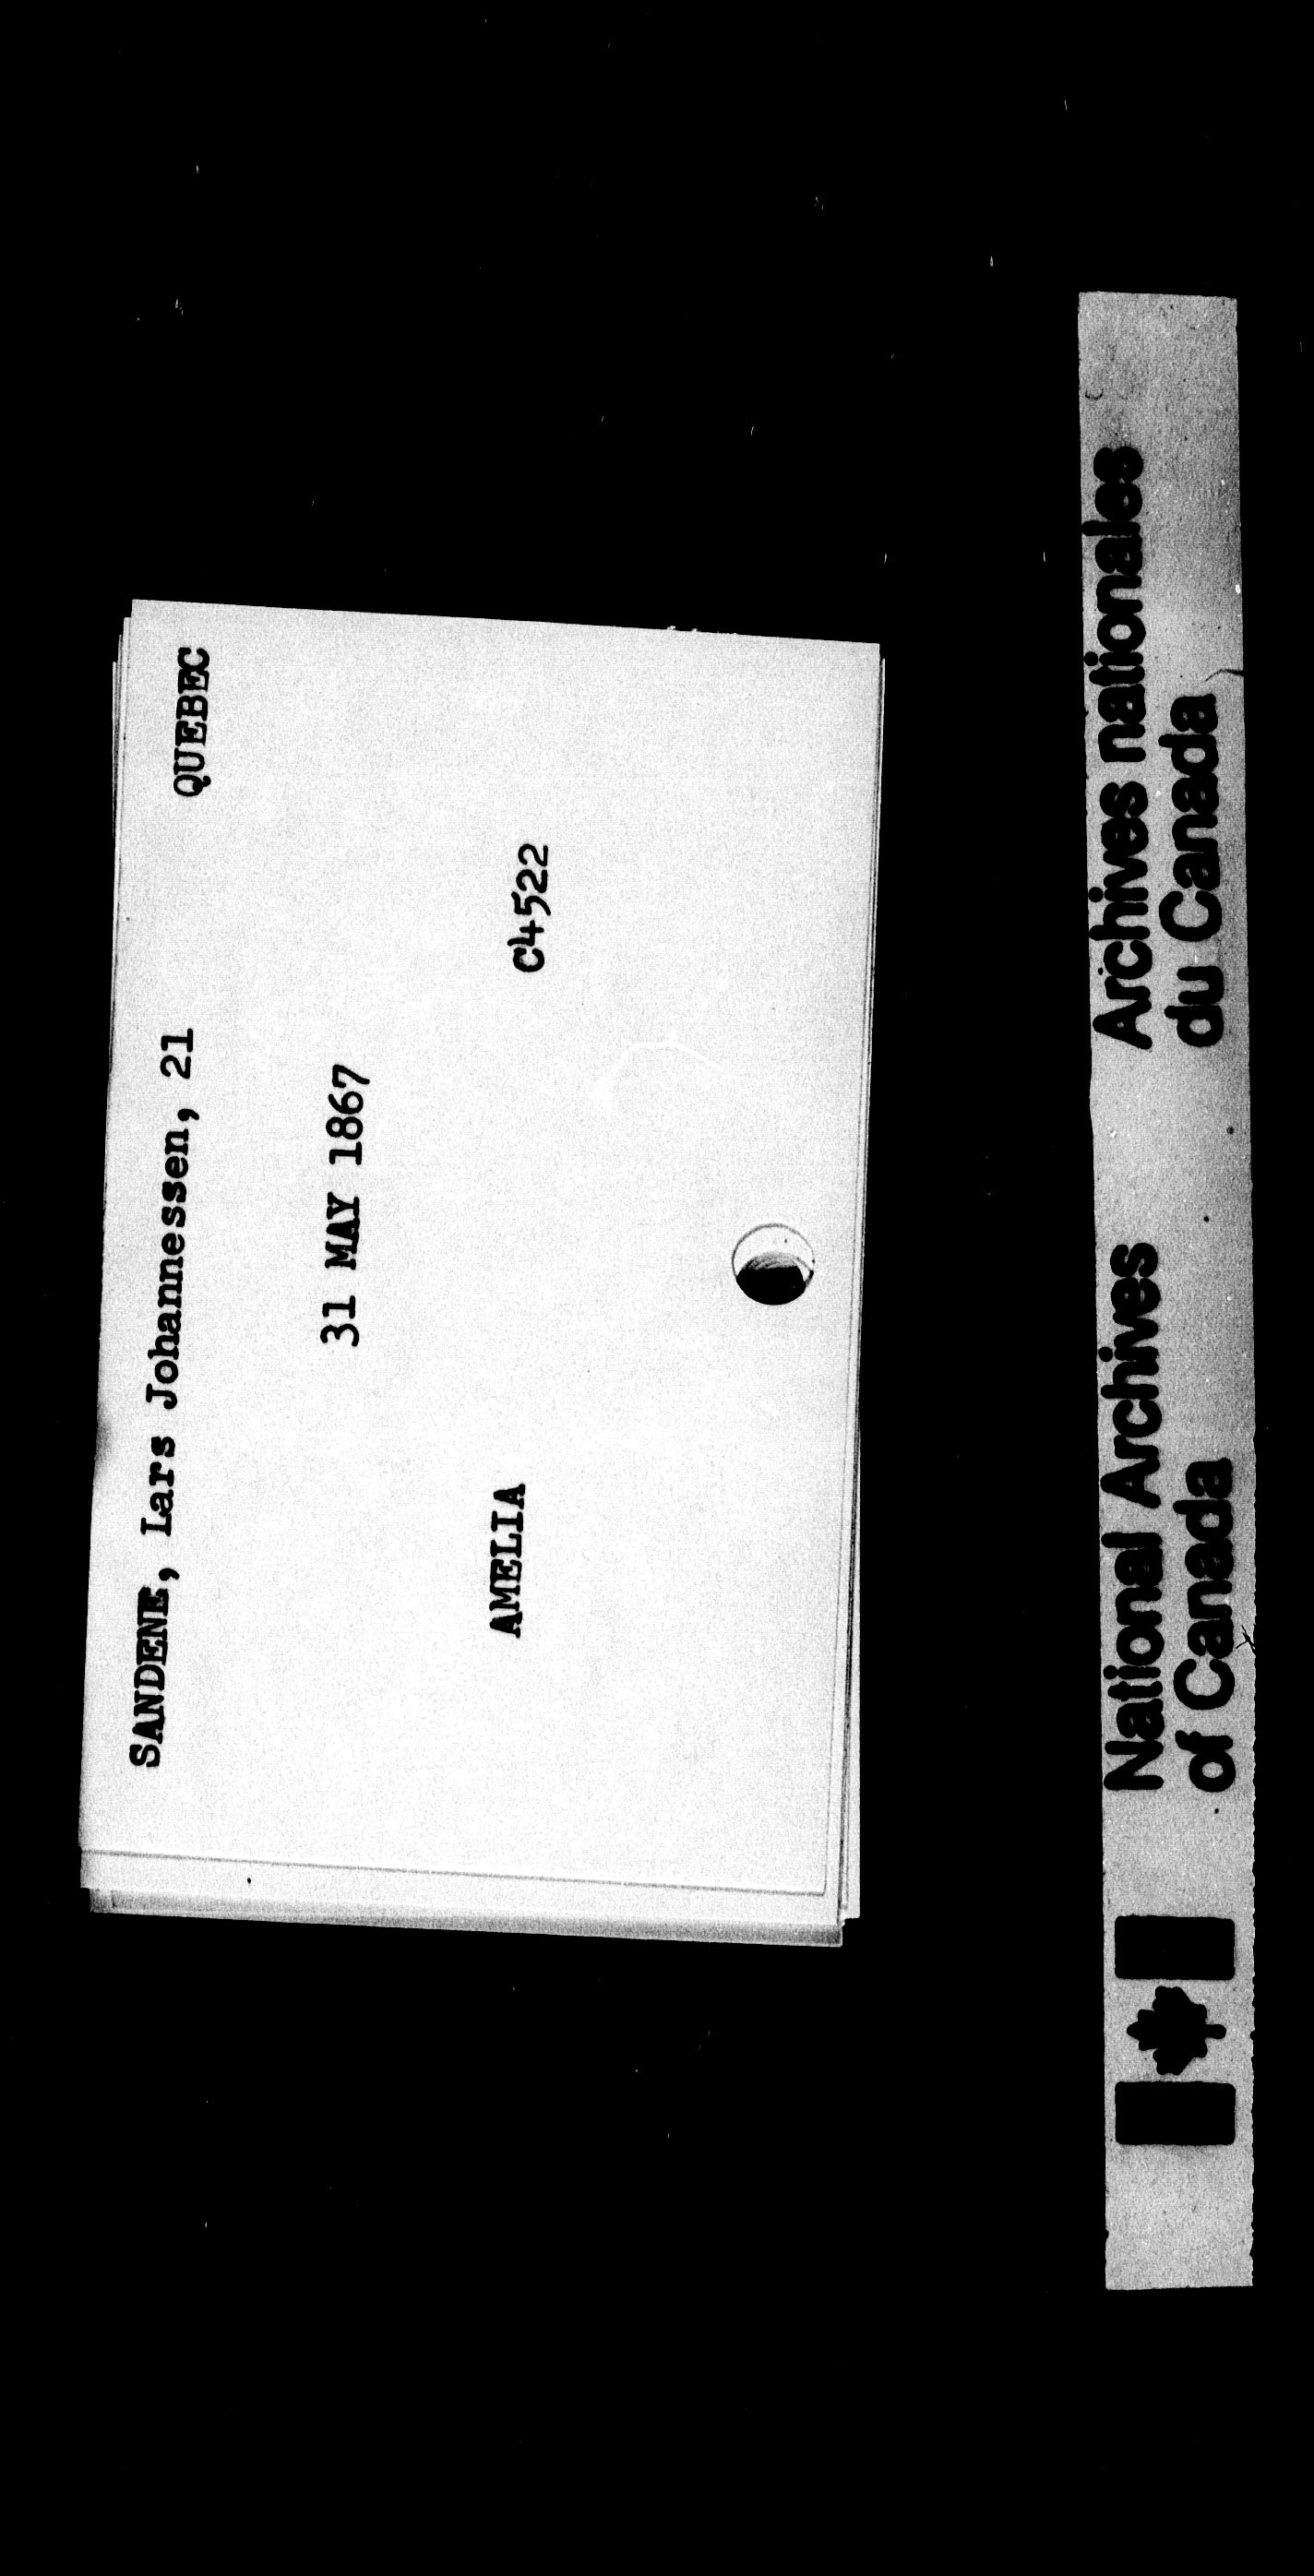 SANDENE, Lars Johannessen, 21 QUEBEC
31 MAY 1867
AMELIA C4522
National Archives
of Canada
Archives nationales
du Canada